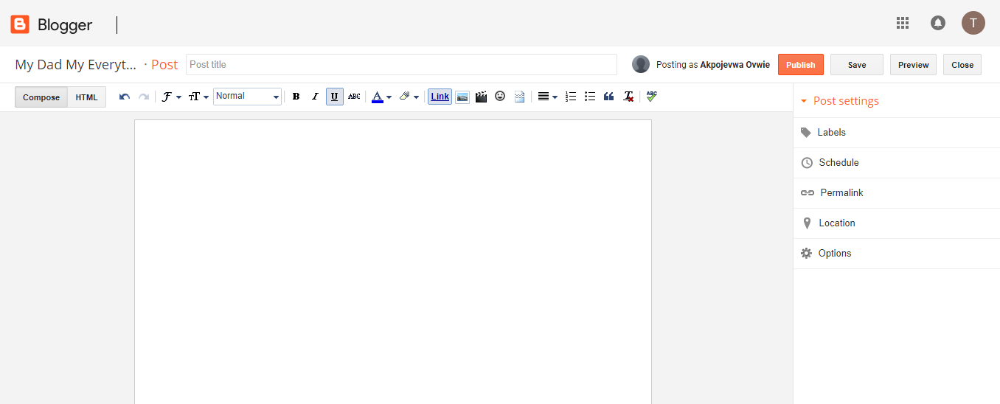 Blogger
T
My Dad My Everyt... · Post
Post title
Posting as Akpojevwa Ovwie
Publish
Save
Preview
Close
Compose
HTML
Normal
B
I
U
ABC
A
Link
ABC
Post settings
Labels
Schedule
Permalink
Location
Options